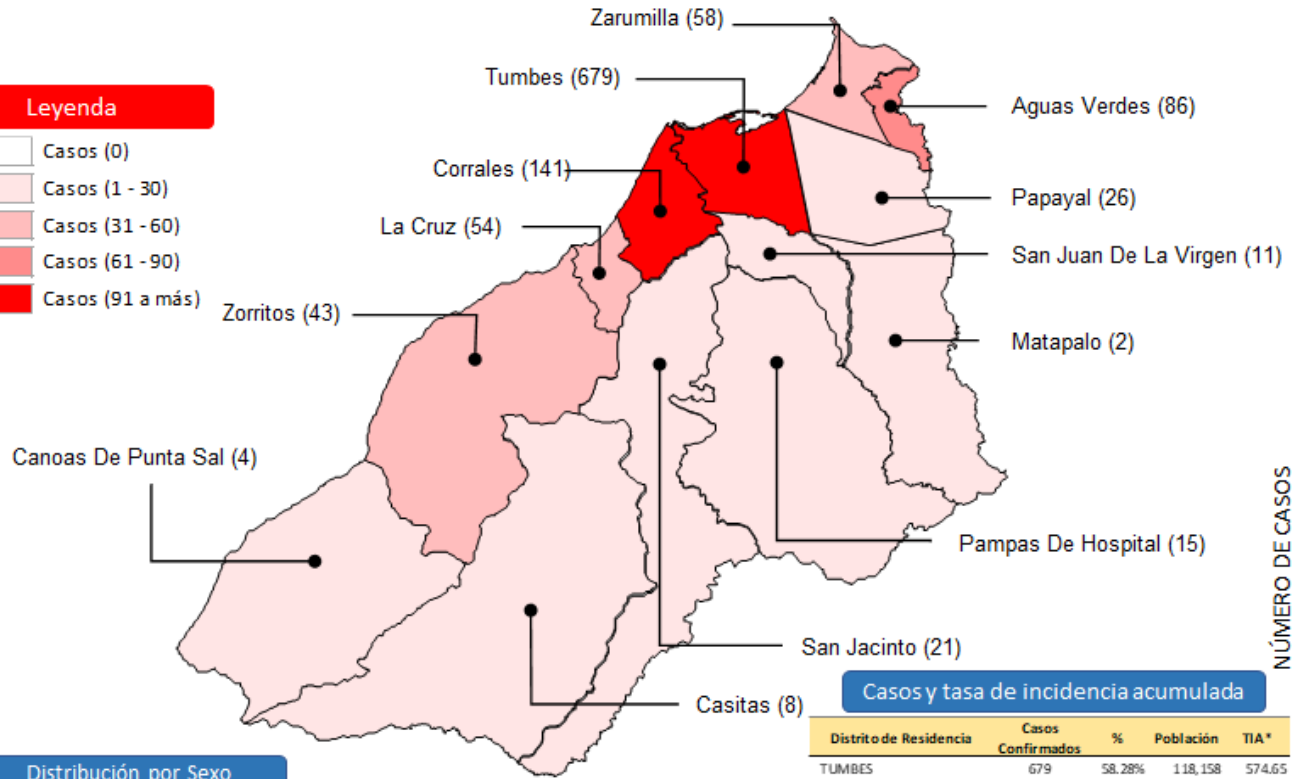 Zarumilla (58)
Tumbes (679)
Leyenda
Aguas Verdes (86)
Casos (0)
Corrales (141)
Casos (1 - 30)
Papayal (26)
Casos (31 - 60)
La Cruz (54)
San Juan De La Virgen (11)
Casos (61 - 90)
Casos (91 a más)
Zorritos (43)
Matapalo (2)
Canoas De Punta Sal (4)
NÚMERO DE CASOS
Pampas De Hospital (15)
San Jacinto (21)
Casitas (8)
Casos y tasa de incidencia acumulada
Distrito de Residencia Casos Confirmados % Población TIA*
TUMBES 679 58.28% 118,158 574.65
Distribución por Sexo